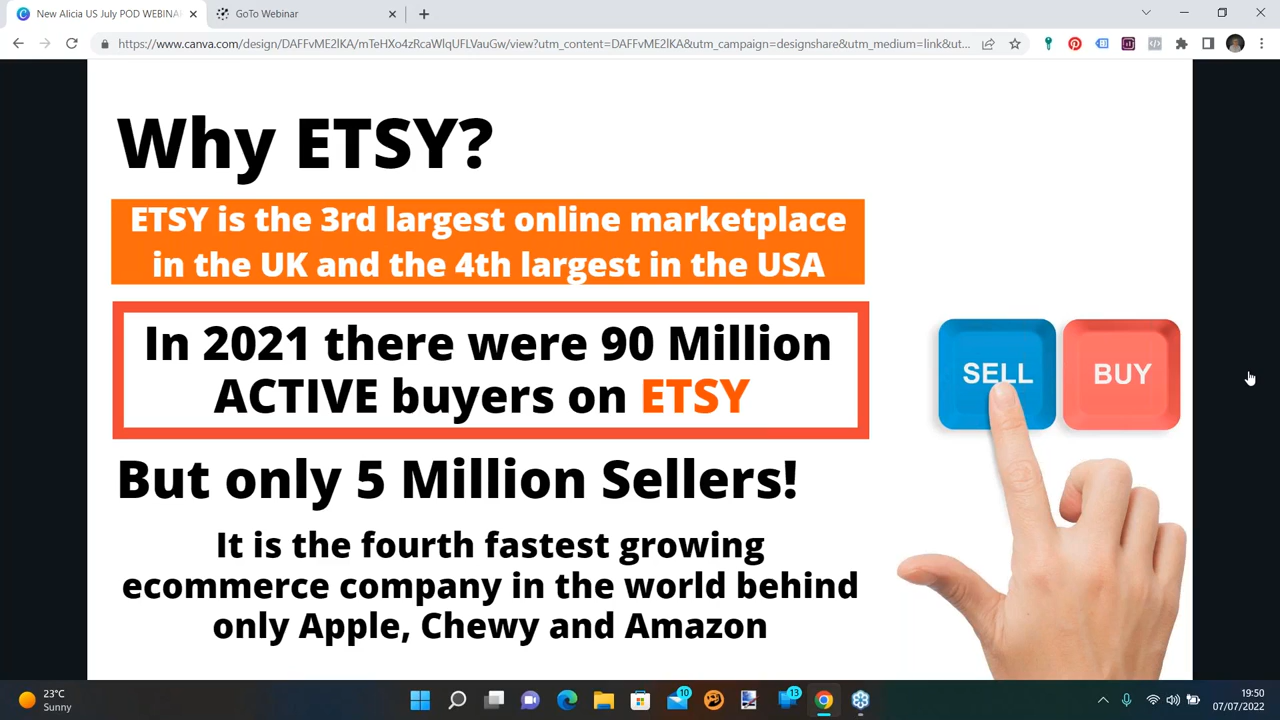 New Alicia US July POD WEBINAR
GoTo Webinar
https://www.canva.com/design/DAFfvME2lKA/mTeHXo4zRcaWlqtFLVauGw/view?utm_content=DAFfvME2lKA&utm_campaign=designshare&utm_medium=link&ut...
Why ETSY?
ETSY is the 3rd largest online marketplace
in the UK and the 4th largest in the USA
In 2021 there were 90 Million
ACTIVE buyers on ETSY
SELL
BUY
But only 5 Million Sellers!
It is the fourth fastest growing
ecommerce company in the world behind
only Apple, Chewy and Amazon
23°C
Sunny
10
13
19:50
07/07/2022